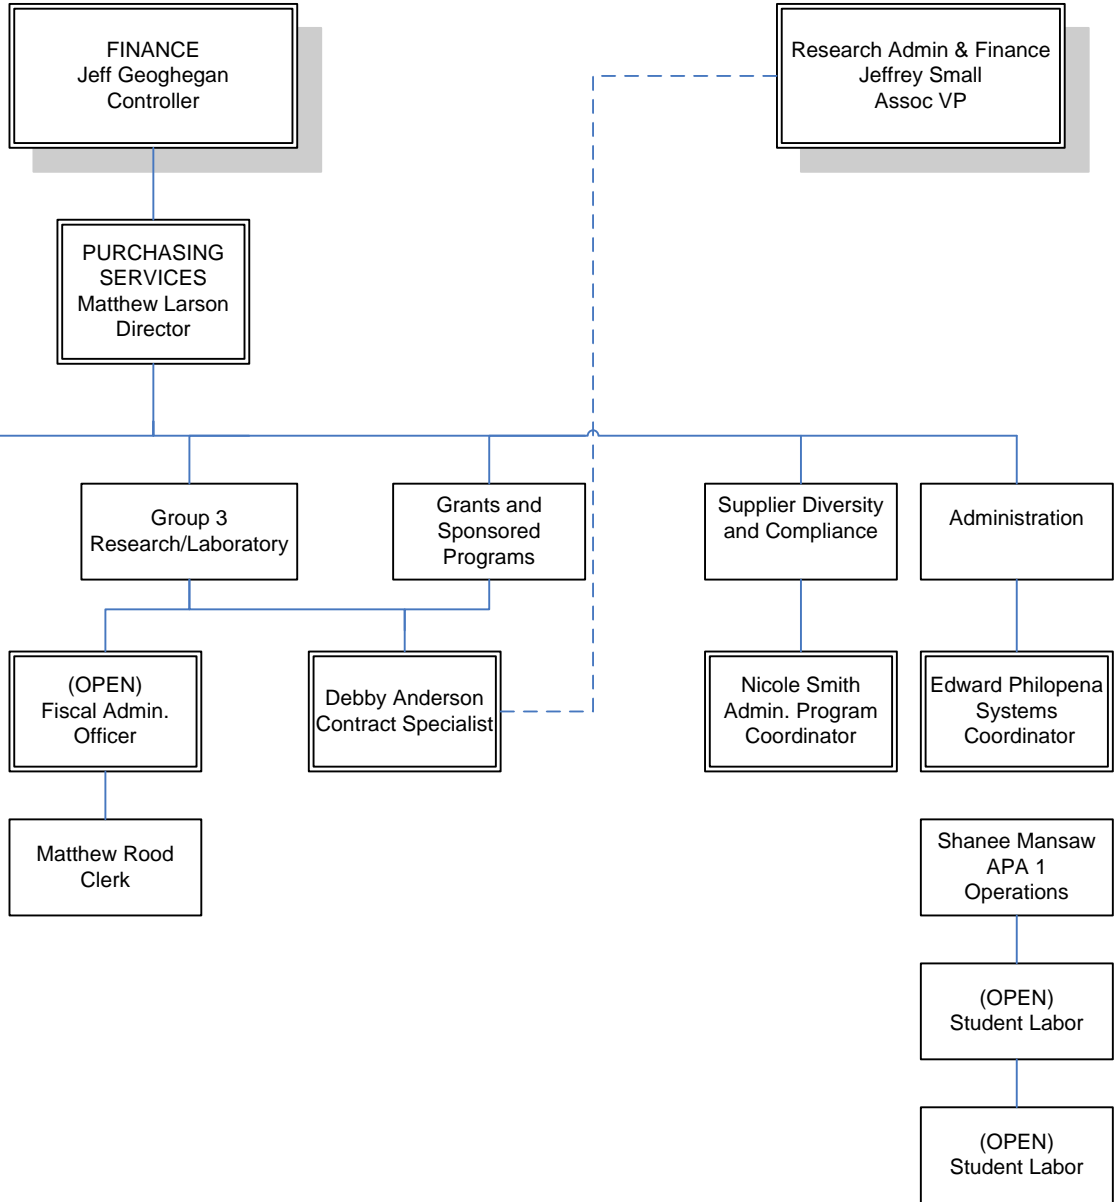 FINANCE
Jeff Geoghegan
Controller
Research Admin & Finance
Jeffrey Small
Assoc VP
PURCHASING
SERVICES
Matthew Larson
Director
Group 3
Research/Laboratory
Grants and
Sponsored
Programs
Supplier Diversity
and Compliance
Administration
(OPEN)
Fiscal Admin.
Officer
Debby Anderson
Contract Specialist
Nicole Smith
Admin. Program
Coordinator
Edward Philopena
Systems
Coordinator
Matthew Rood
Clerk
Shanee Mansaw
APA 1
Operations
(OPEN)
Student Labor
(OPEN)
Student Labor